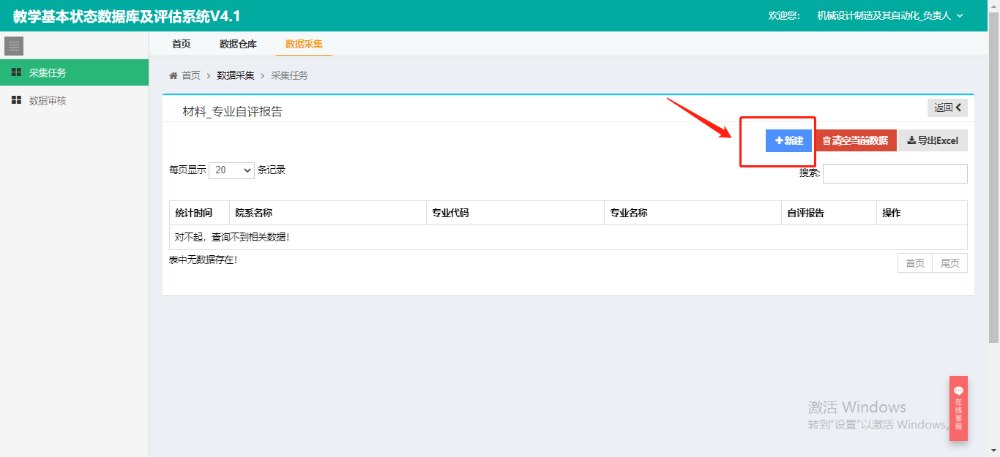 教学基本状态数据库及评估系统V4.1
欢迎您: 机械设计制造及其自动化_负责人
首页 数据仓库 数据采集
采集任务
数据审核
首页 > 数据采集 > 采集任务
材料_专业自评报告
返回
新建 清空当前数据 导出Excel
每页显示 20 条记录
搜索:
统计时间 院系名称 专业代码 专业名称 自评报告 操作
对不起，查询不到相关数据!
表中无数据存在!
首页 尾页
激活 Windows
转到"设置"以激活 Windows。
在线客服